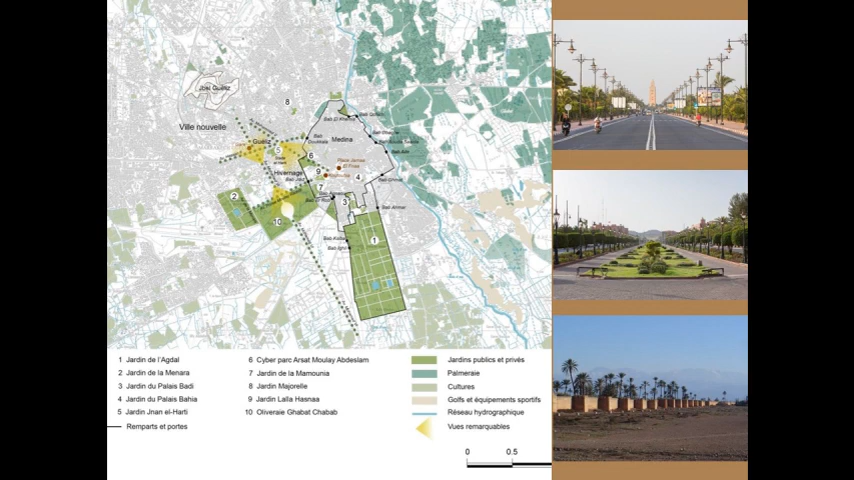 Jbel Guéliz
8
Ville nouvelle
Guéliz
5
6
Bab El Khemis
Bab
Doukkala
Medina
Place Jemaa
El Fnaa
Koutoubia
Hivernage
9
4
7
3
2
10
1
Bab Ahmar
Bab Ighli
1 Jardin de l'Agdal
2 Jardin de la Menara
3 Jardin du Palais Badi
4 Jardin du Palais Bahia
5 Jardin Jnan el-Harti
Remparts et portes
6 Cyber parc Arsat Moulay Abdeslam
7 Jardin de la Mamounia
8 Jardin Majorelle
9 Jardin Lalla Hasnaa
10 Oliveraie Ghabat Chabab
Jardins publics et privés
Palmeraie
Cultures
Golfs et équipements sportifs
Réseau hydrographique
Vues remarquables
0 0.5